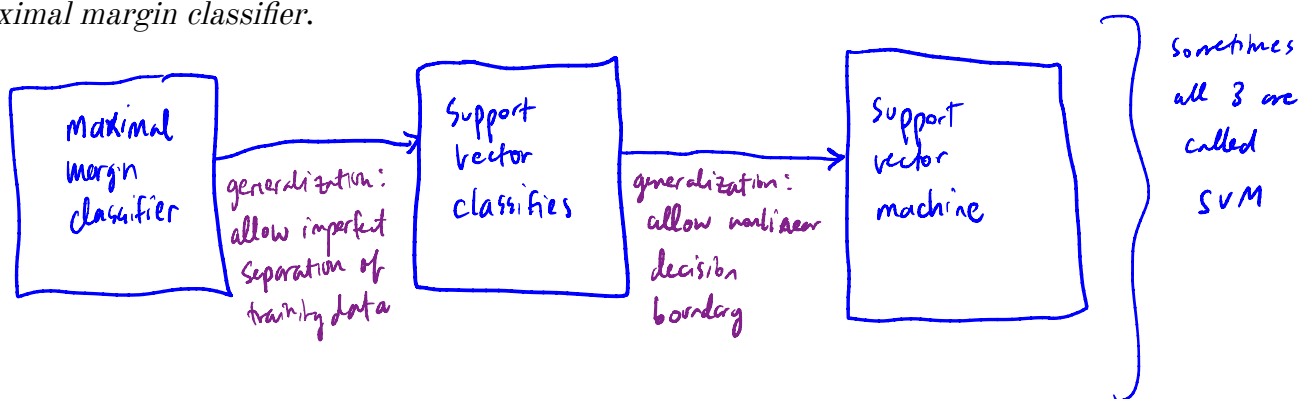 ximal margin classifier.
maximal
margin
classifier
generalization:
allow imperfect
separation of
training data
Support
vector
classifies
generalization:
allow nonlinear
decision
boundary
Support
vector
machine
Sometimes
all 3 are
called
SVM